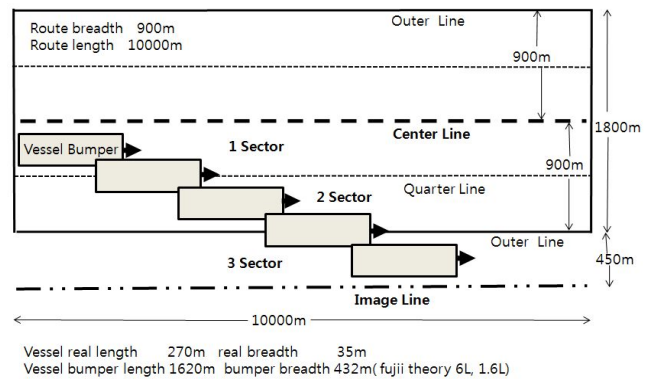 Route breadth 900m
Route length 10000m
Outer Line
900m
Center Line
1800m
Vessel Bumper
1 Sector
900m
Quarter Line
2 Sector
Outer Line
450m
3 Sector
Image Line
10000m
Vessel real length 270m real breadth 35m
Vessel bumper length 1620m bumper breadth 432m( fujii theory 6L, 1.6L)